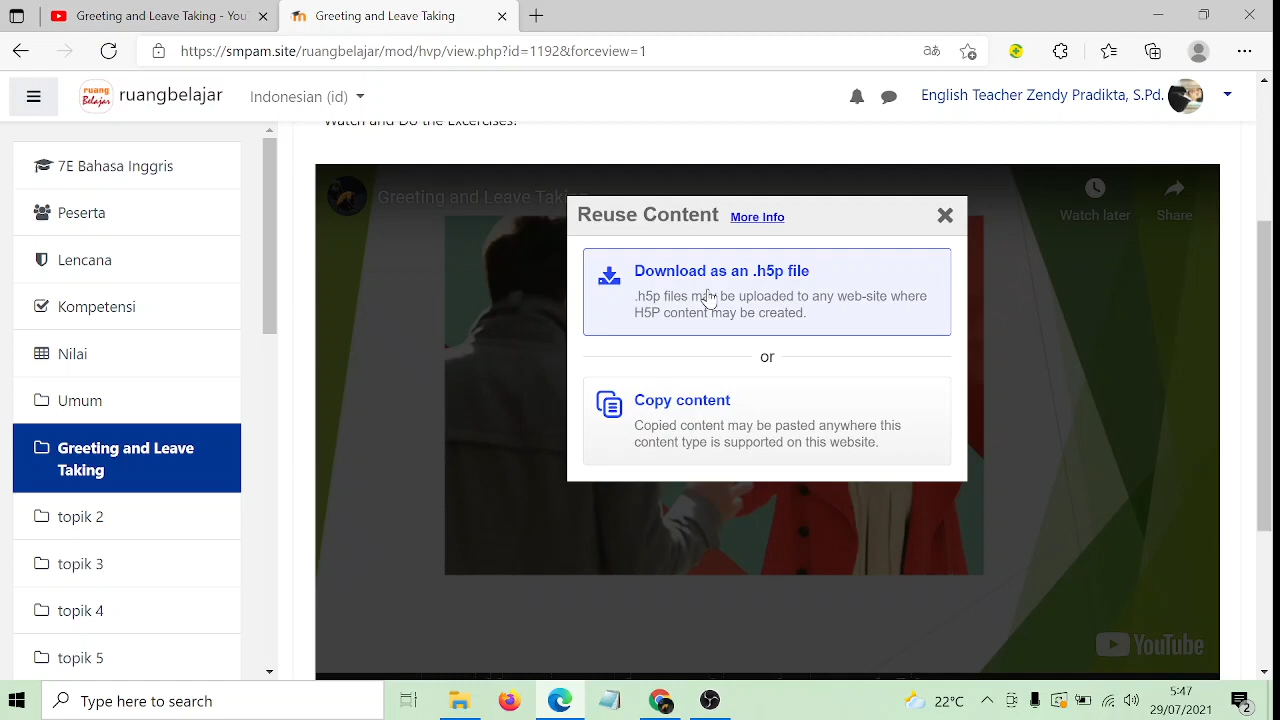 Greeting and Leave Taking - You
Greeting and Leave Taking
https://smpam.site/ruangbelajar/mod/hvp/view.php?id=1192&forceview=1
ruang Belajar
ruangbelajar
Indonesian (id)
English Teacher Zendy Pradikta, S.Pd.
Watch and Do the Excercises!
7E Bahasa Inggris
Peserta
Lencana
Kompetensi
Nilai
Umum
Greeting and Leave
Taking
topik 2
topik 3
topik 4
topik 5
Greeting and Leave Taking
Watch later
Share
Reuse Content More Info
Download as an .h5p file
.h5p files may be uploaded to any web-site where
H5P content may be created.
or
Copy content
Copied content may be pasted anywhere this
content type is supported on this website.
YouTube
Type here to search
22°C
5:47
29/07/2021
2